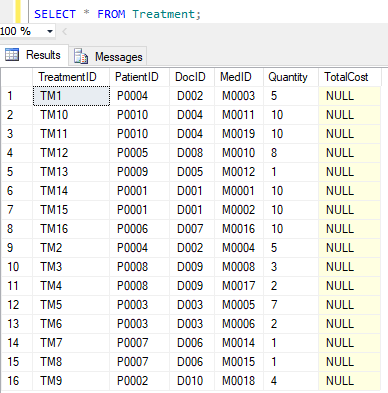 SELECT * FROM Treatment;
100 %
Results Messages
TreatmentID PatientID DocID MedID Quantity TotalCost
1 TM1 P0004 D002 M0003 5 NULL
2 TM10 P0010 D004 M0011 10 NULL
3 TM11 P0010 D004 M0019 10 NULL
4 TM12 P0005 D008 M0010 8 NULL
5 TM13 P0009 D005 M0012 1 NULL
6 TM14 P0001 D001 M0001 10 NULL
7 TM15 P0001 D001 M0002 10 NULL
8 TM16 P0006 D007 M0016 10 NULL
9 TM2 P0004 D002 M0004 5 NULL
10 TM3 P0008 D009 M0008 3 NULL
11 TM4 P0008 D009 M0017 2 NULL
12 TM5 P0003 D003 M0005 7 NULL
13 TM6 P0003 D003 M0006 2 NULL
14 TM7 P0007 D006 M0014 1 NULL
15 TM8 P0007 D006 M0015 1 NULL
16 TM9 P0002 D010 M0018 4 NULL